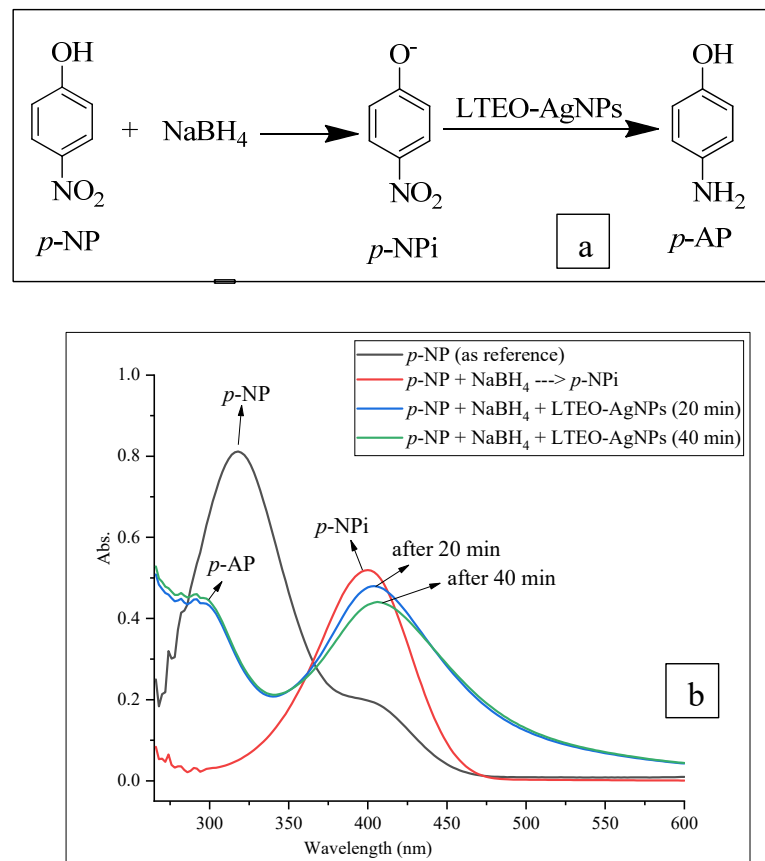 OH
+ NaBH4
NO2
p-NP
O-
NO2
p-NPi
LTEO-AgNPs
OH
NH2
p-AP
a
p-NP (as reference)
p-NP + NaBH4 ---> p-NPi
p-NP + NaBH4 + LTEO-AgNPs (20 min)
p-NP + NaBH4 + LTEO-AgNPs (40 min)
p-NP
p-NPi
after 20 min
after 40 min
p-AP
b
Abs.
1.0
0.8
0.6
0.4
0.2
0.0
300 350 400 450 500 550 600
Wavelength (nm)